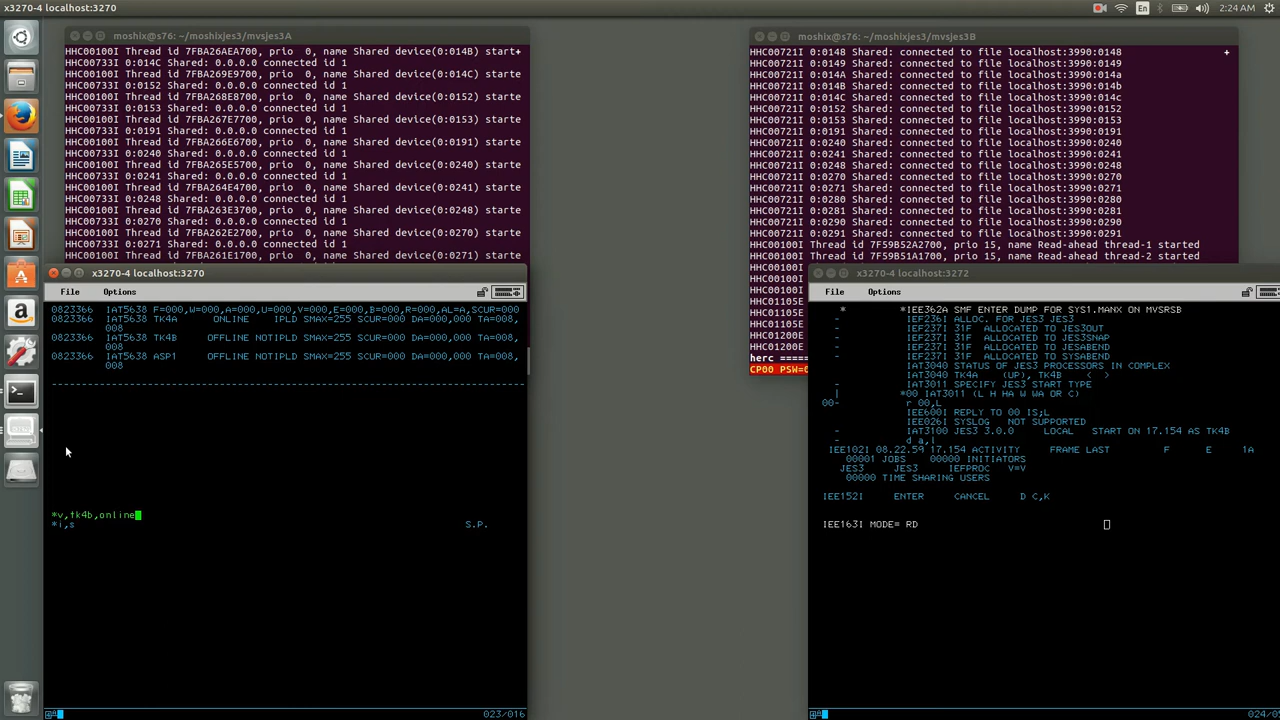 x3270-4 localhost:3270
En
2:24 AM
moshix@s76: ~/moshixjes3/mvsjes3A
HHC00100I Thread id 7FBA26AEA700, prio  0, name Shared device(0:014B) start+
HHC00733I 0:014C Shared: 0.0.0.0 connected id 1
HHC00100I Thread id 7FBA269E9700, prio  0, name Shared device(0:014C) starte
HHC00733I 0:0152 Shared: 0.0.0.0 connected id 1
HHC00100I Thread id 7FBA268E8700, prio  0, name Shared device(0:0152) starte
HHC00733I 0:0153 Shared: 0.0.0.0 connected id 1
HHC00100I Thread id 7FBA267E7700, prio  0, name Shared device(0:0153) starte
HHC00733I 0:0191 Shared: 0.0.0.0 connected id 1
HHC00100I Thread id 7FBA266E6700, prio  0, name Shared device(0:0191) starte
HHC00733I 0:0240 Shared: 0.0.0.0 connected id 1
HHC00100I Thread id 7FBA265E5700, prio  0, name Shared device(0:0240) starte
HHC00733I 0:0241 Shared: 0.0.0.0 connected id 1
HHC00100I Thread id 7FBA264E4700, prio  0, name Shared device(0:0241) starte
HHC00733I 0:0248 Shared: 0.0.0.0 connected id 1
HHC00100I Thread id 7FBA263E3700, prio  0, name Shared device(0:0248) starte
HHC00733I 0:0270 Shared: 0.0.0.0 connected id 1
HHC00100I Thread id 7FBA262E2700, prio  0, name Shared device(0:0270) starte
HHC00733I 0:0271 Shared: 0.0.0.0 connected id 1
HHC00100I Thread id 7FBA261E1700, prio  0, name Shared device(0:0271) starte
moshix@s76: ~/moshixjes3/mvsjes3B
HHC00721I 0:0148 Shared: connected to file localhost:3990:0148 +
HHC00721I 0:0149 Shared: connected to file localhost:3990:0149
HHC00721I 0:014A Shared: connected to file localhost:3990:014a
HHC00721I 0:014B Shared: connected to file localhost:3990:014b
HHC00721I 0:014C Shared: connected to file localhost:3990:014c
HHC00721I 0:0152 Shared: connected to file localhost:3990:0152
HHC00721I 0:0153 Shared: connected to file localhost:3990:0153
HHC00721I 0:0191 Shared: connected to file localhost:3990:0191
HHC00721I 0:0240 Shared: connected to file localhost:3990:0240
HHC00721I 0:0241 Shared: connected to file localhost:3990:0241
HHC00721I 0:0248 Shared: connected to file localhost:3990:0248
HHC00721I 0:0270 Shared: connected to file localhost:3990:0270
HHC00721I 0:0271 Shared: connected to file localhost:3990:0271
HHC00721I 0:0280 Shared: connected to file localhost:3990:0280
HHC00721I 0:0281 Shared: connected to file localhost:3990:0281
HHC00721I 0:0290 Shared: connected to file localhost:3990:0290
HHC00721I 0:0291 Shared: connected to file localhost:3990:0291
HHC00100I Thread id 7F59B52A2700, prio 15, name Read-ahead thread-1 started
HHC00100I Thread id 7F59B51A1700, prio 15, name Read-ahead thread-2 started
HHC00100I
HHC00100I
HHC00100I
HHC01105E
HHC01105E
HHC01105E
HHC01200E
HHC01200E
herc =====
CP00 PSW=0
x3270-4 localhost:3270
File Options
0823366  IAT5638 F=000,W=000,A=000,U=000,V=000,E=000,B=000,R=000,AL=A,SCUR=000
0823366  IAT5638 TK4A      ONLINE    IPLD SMAX=255 SCUR=000 DA=000,000 TA=008,
008
0823366  IAT5638 TK4B     OFFLINE NOTIPLD SMAX=255 SCUR=000 DA=000,000 TA=008,
008
0823366  IAT5638 ASP1     OFFLINE NOTIPLD SMAX=255 SCUR=000 DA=000,000 TA=008,
008
--------------------------------------------------------------------------------
*v,tk4b,online
*i,s S.P.
023/016
x3270-4 localhost:3272
File Options
*         *IEE362A SMF ENTER DUMP FOR SYS1.MANX ON MVSRSB
-          IEF236I ALLOC. FOR JES3 JES3
-          IEF237I 31F  ALLOCATED TO JES3OUT
-          IEF237I 31F  ALLOCATED TO JES3SNAP
-          IEF237I 31F  ALLOCATED TO JESABEND
-          IEF237I 31F  ALLOCATED TO SYSABEND
IAT3040 STATUS OF JES3 PROCESSORS IN COMPLEX
IAT3040 TK4A    (UP), TK4B    <  >
-          IAT3011 SPECIFY JES3 START TYPE
|         *00 IAT3011 (L H HA W WA OR C)
00-          r 00,L
IEE600I REPLY TO 00 IS;L
IEE026I SYSLOG   NOT SUPPORTED
-          IAT3100 JES3 3.0.0     LOCAL   START ON 17.154 AS TK4B
-          d a,l
IEE102I 08.22.59 17.154 ACTIVITY     FRAME LAST         F     E   1A
00001 JOBS    00000 INITIATORS
JES3     JES3     IEFPROC  V=V
00000 TIME SHARING USERS
IEE152I     ENTER     CANCEL    D C,K
IEE163I MODE= RD